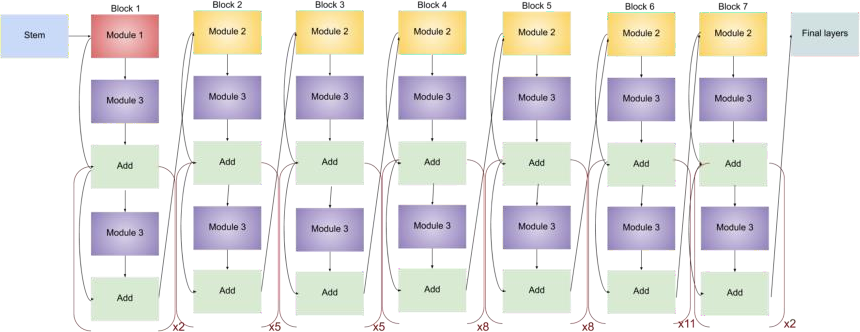 Block 1
Block 2
Block 3
Block 4
Block 5
Block 6
Block 7
Stem
Module 1
Module 2
Module 2
Module 2
Module 2
Module 2
Module 2
Final layers
Module 3
Module 3
Module 3
Module 3
Module 3
Module 3
Module 3
Add
Add
Add
Add
Add
Add
Add
Module 3
Module 3
Module 3
Module 3
Module 3
Module 3
Module 3
Add
Add
Add
Add
Add
Add
Add
x2
x5
x5
x8
x8
x11
x2